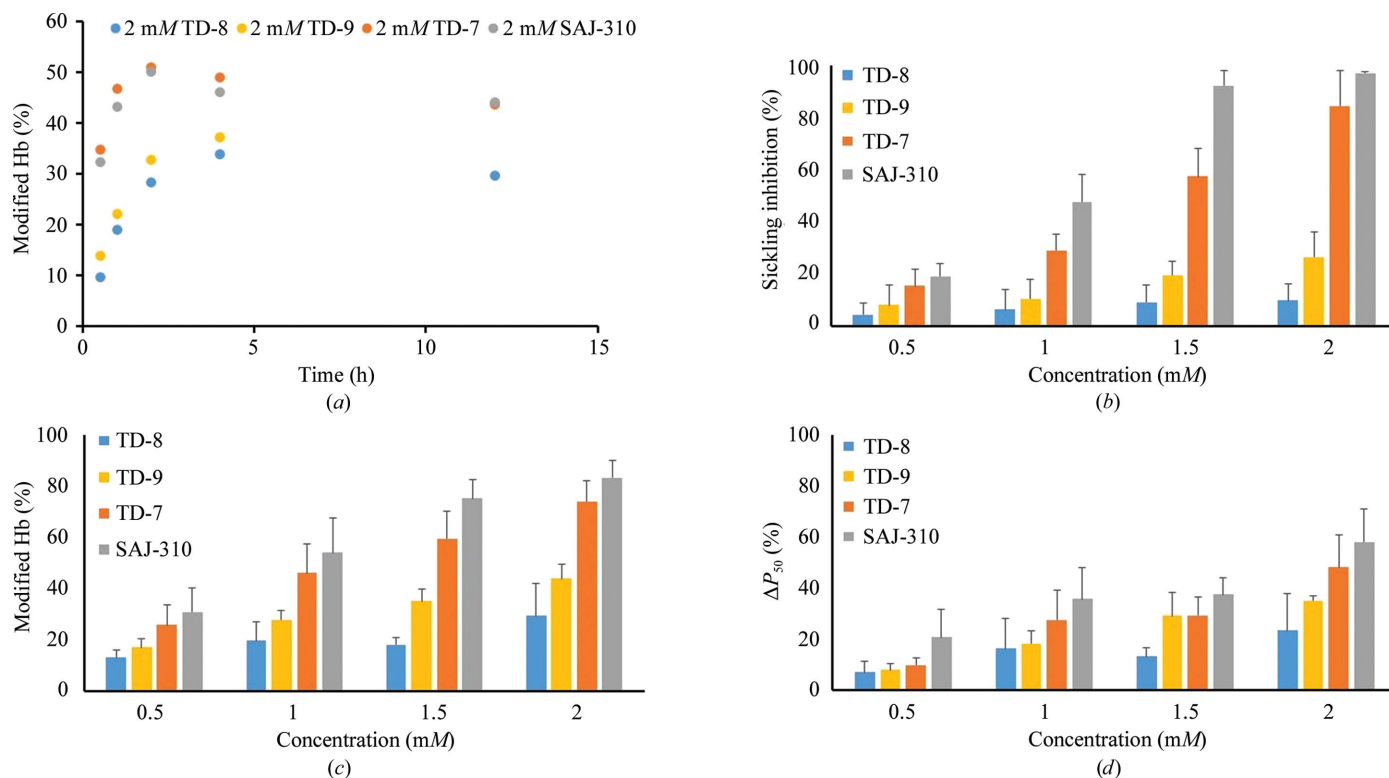 60
50
40
30
20
10
0
Modified Hb (%)
2 mM TD-8 2 mM TD-9 2 mM TD-7 2 mM SAJ-310
0 5 10 15
Time (h)
(a)
100
80
60
40
20
0
Sickling inhibition (%)
TD-8
TD-9
TD-7
SAJ-310
0.5 1 1.5 2
Concentration (mM)
(b)
100
80
60
40
20
0
Modified Hb (%)
TD-8
TD-9
TD-7
SAJ-310
0.5 1 1.5 2
Concentration (mM)
(c)
100
80
60
40
20
0
ΔP50 (%)
TD-8
TD-9
TD-7
SAJ-310
0.5 1 1.5 2
Concentration (mM)
(d)